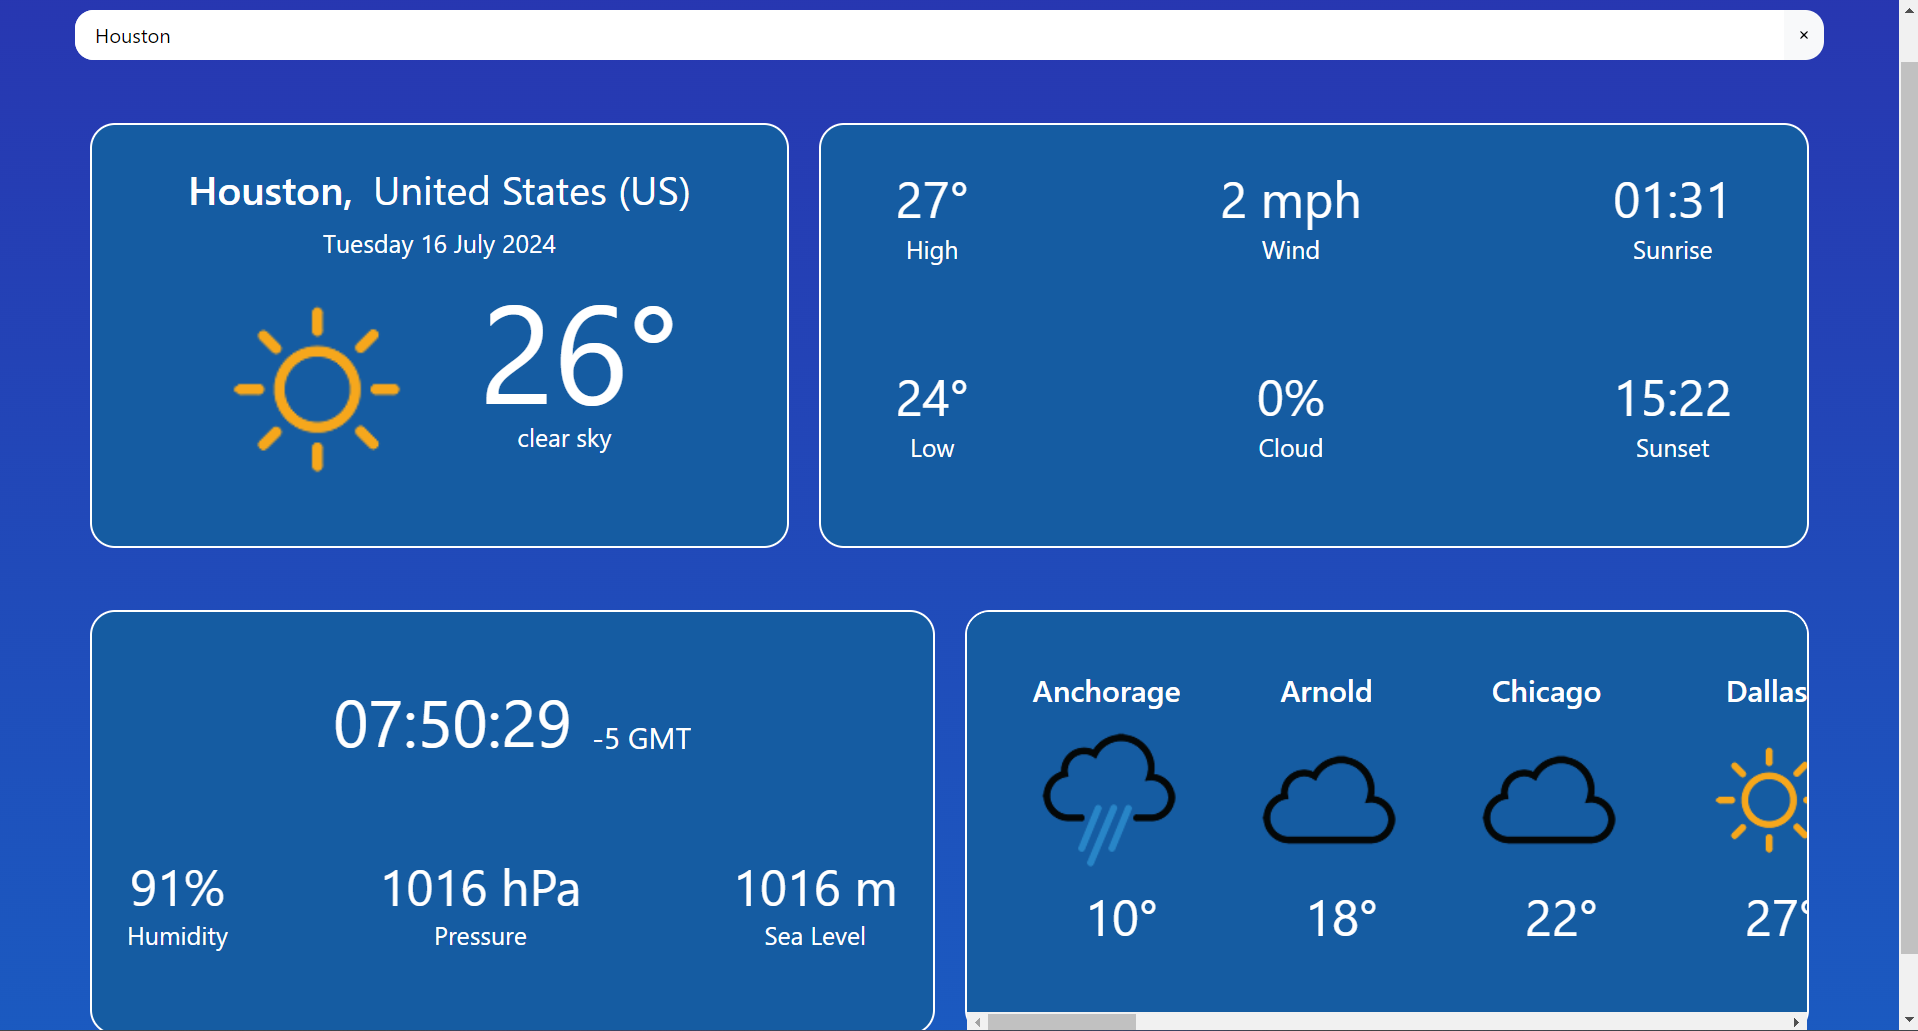 Houston
×
Houston, United States (US)
Tuesday 16 July 2024
26°
clear sky
27°
High
2 mph
Wind
01:31
Sunrise
24°
Low
0%
Cloud
15:22
Sunset
07:50:29 -5 GMT
91%
Humidity
1016 hPa
Pressure
1016 m
Sea Level
Anchorage
10°
Arnold
18°
Chicago
22°
Dallas
27°